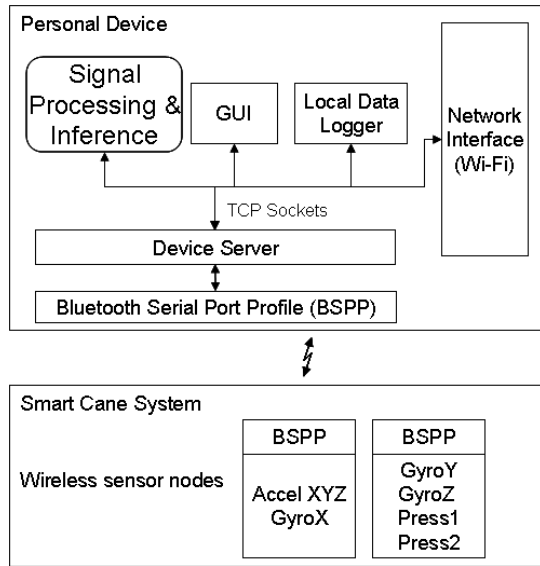 Personal Device
Signal
Processing &
Inference
GUI
Local Data
Logger
Network
Interface
(Wi-Fi)
TCP Sockets
Device Server
Bluetooth Serial Port Profile (BSPP)
Smart Cane System
Wireless sensor nodes
BSPP
Accel XYZ
GyroX
BSPP
GyroY
GyroZ
Press1
Press2